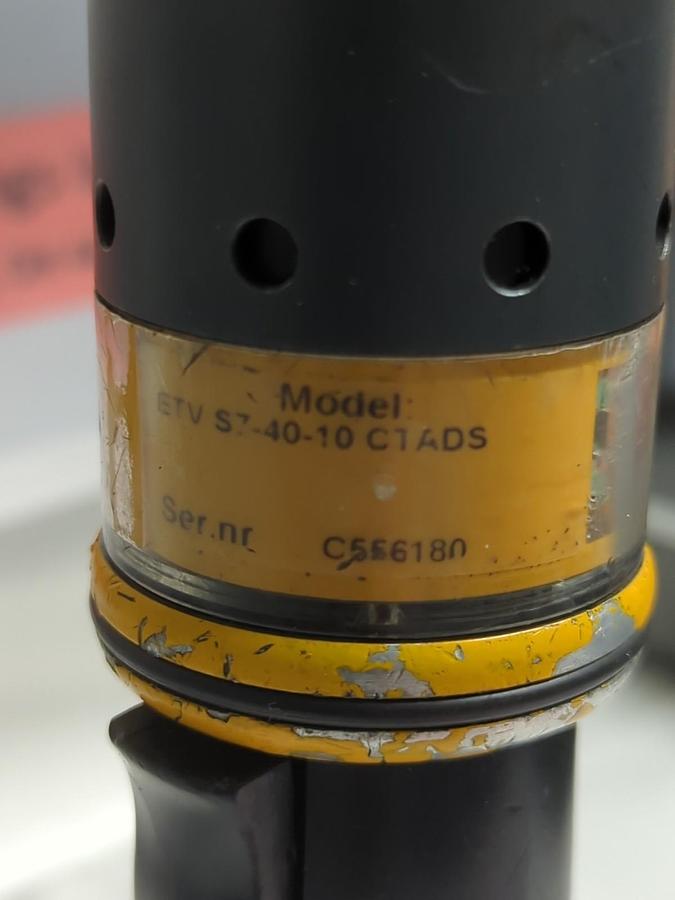 Model:
ETV S7-40-10 CTADS
Ser.nr C556180